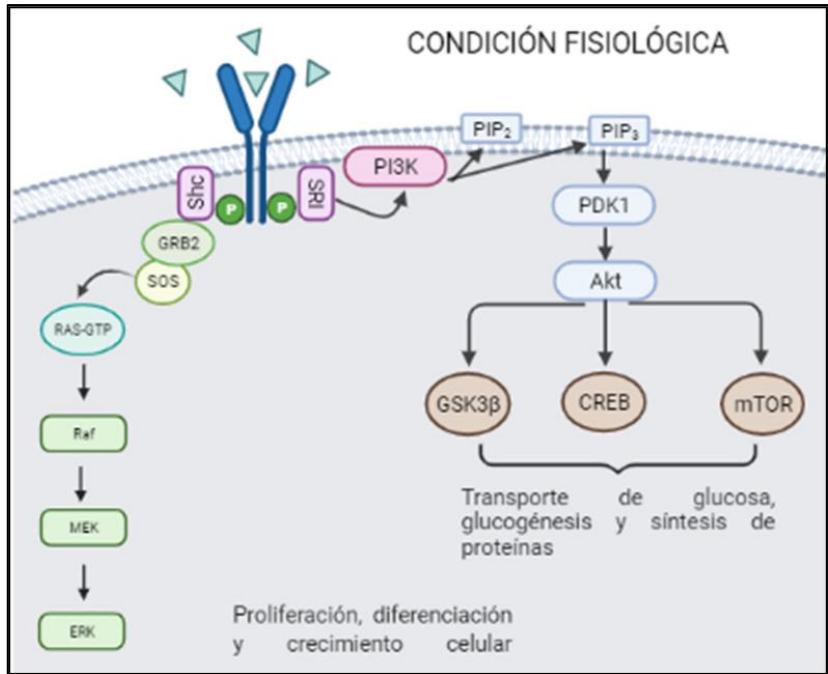 CONDICIÓN FISIOLÓGICA
PIP₂
PIP₃
PI3K
Shc
P
P
SRI
PDK1
GRB2
SOS
Akt
RAS-GTP
GSK3β
CREB
mTOR
Raf
Transporte de glucosa,
glucogénesis y síntesis de
proteínas
MEK
Proliferación, diferenciación
y crecimiento celular
ERK